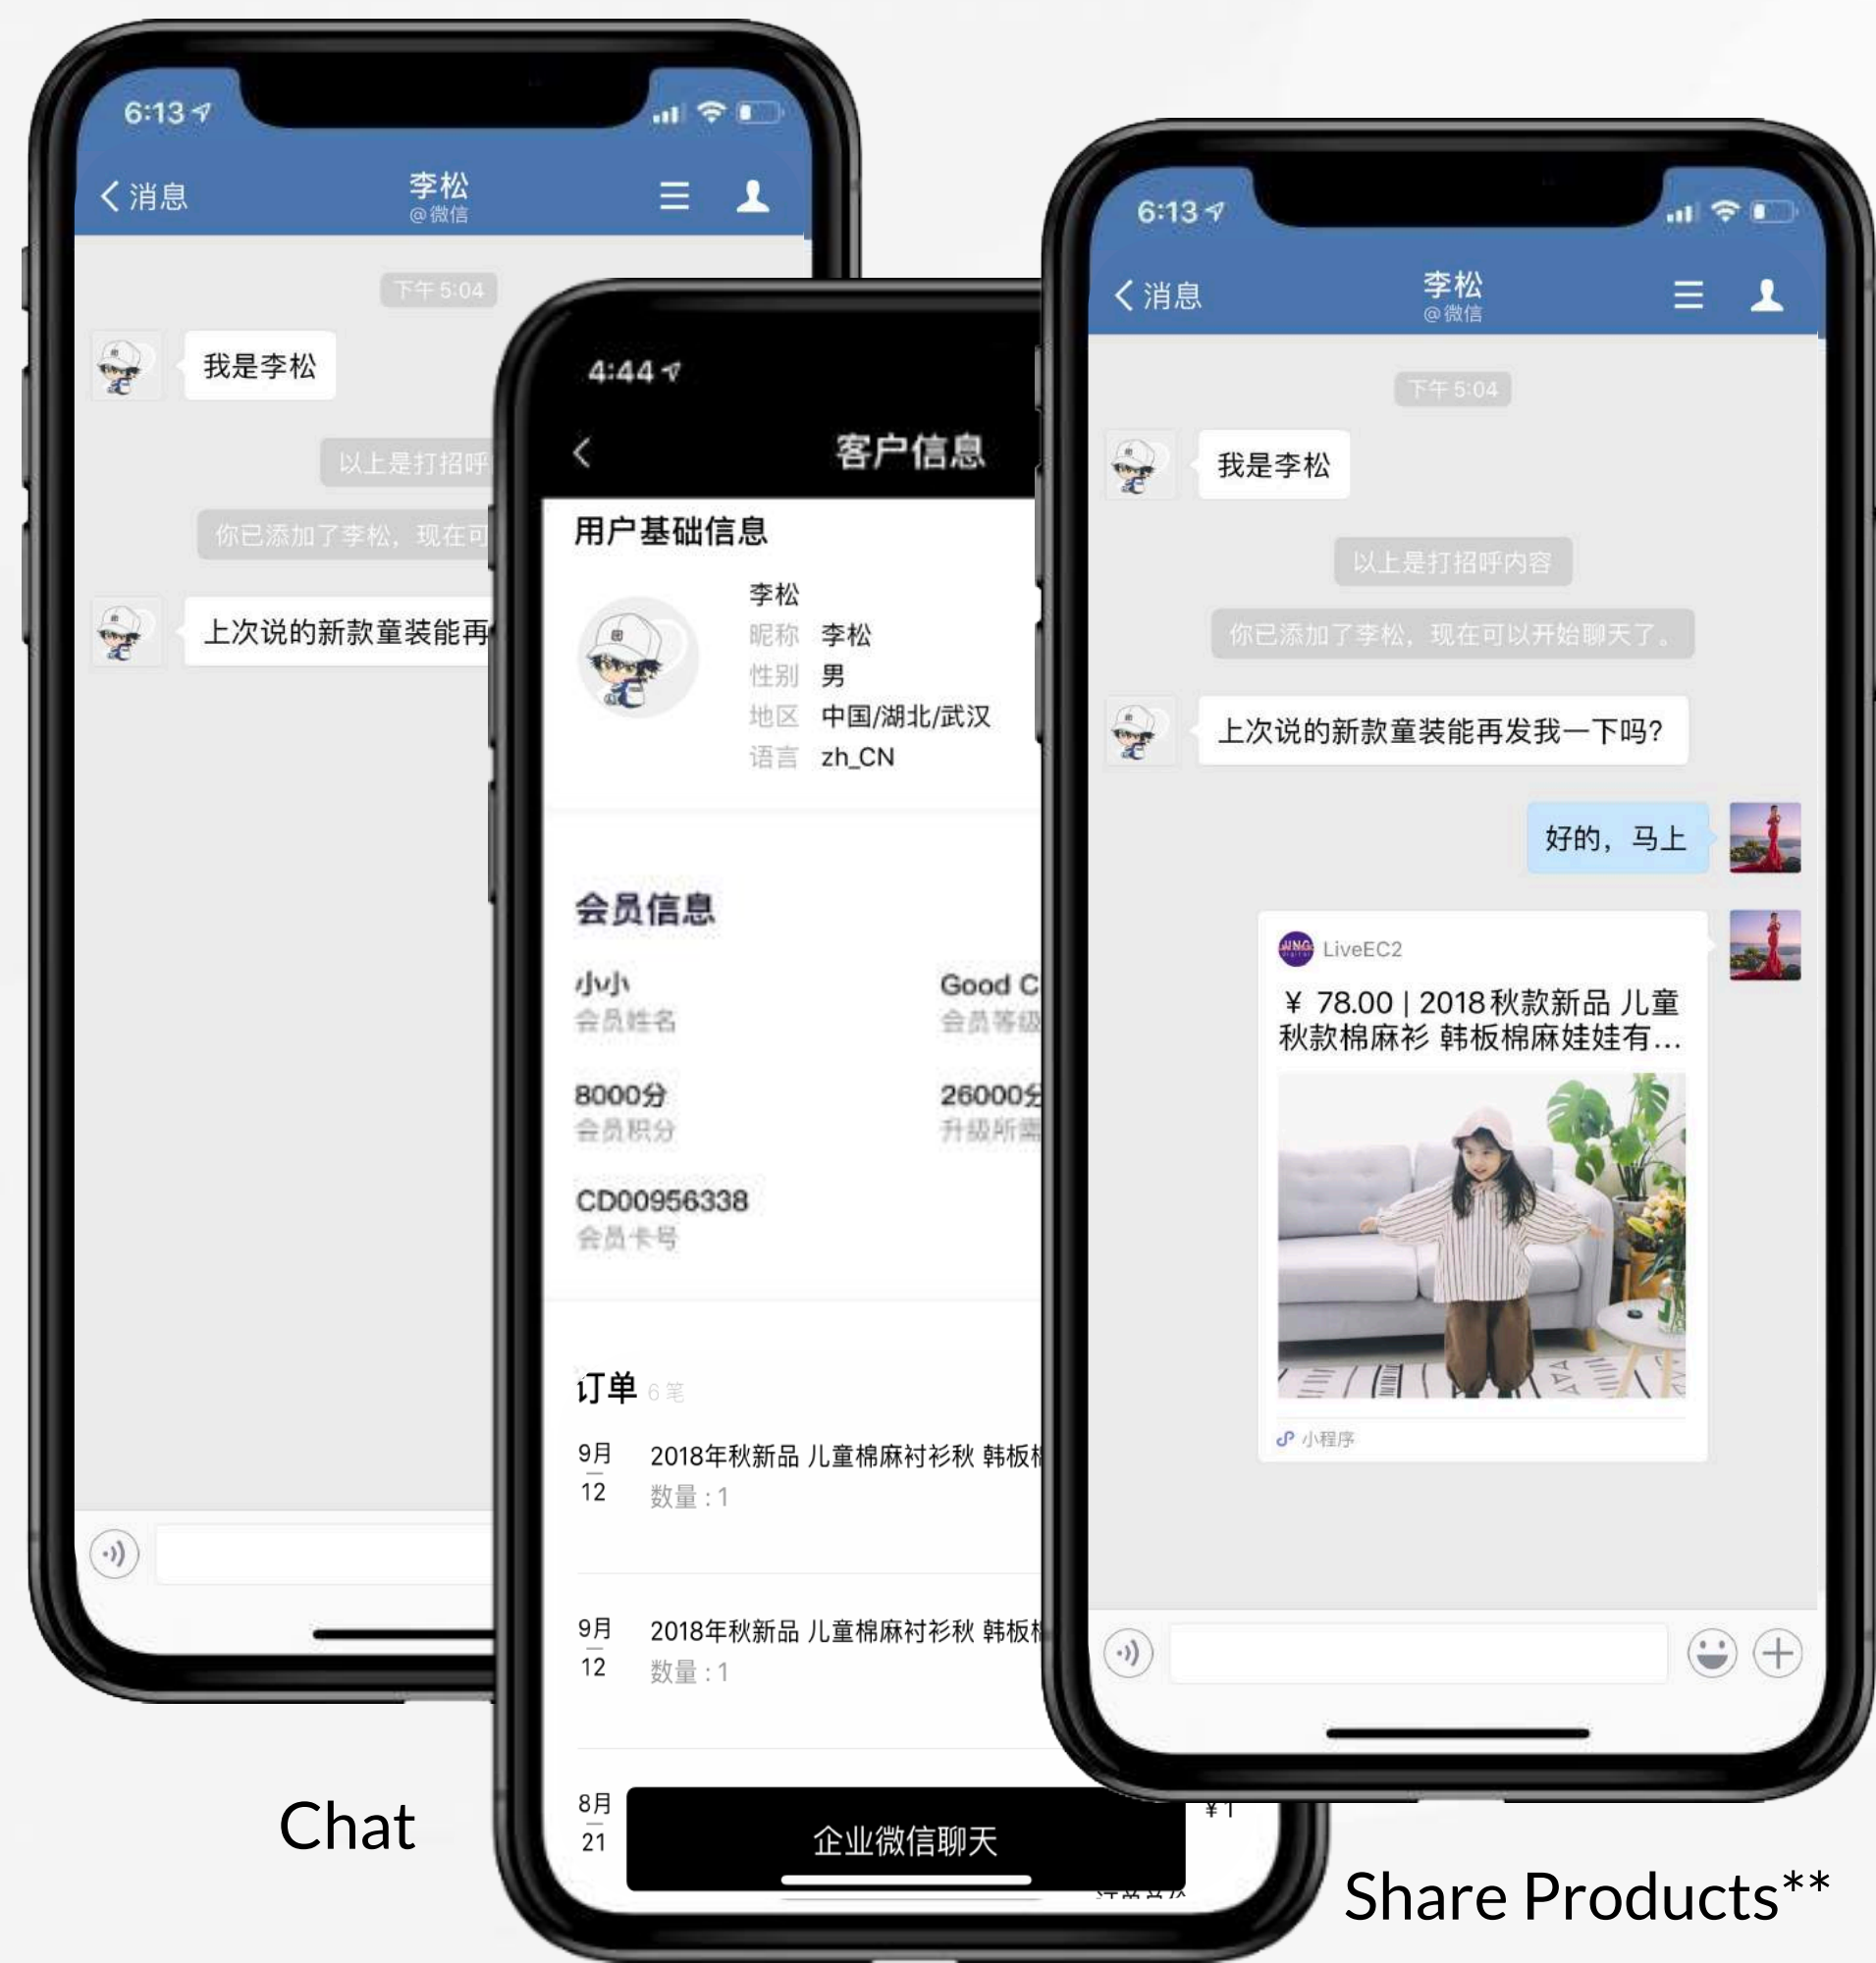 6:13
消息
李松
@微信
下午 5:04
我是李松
以上是打招呼
你已添加了李松，现在可
上次说的新款童装能再
Chat
4:44
客户信息
用户基础信息
李松
昵称 李松
性别 男
地区 中国/湖北/武汉
语言 zh_CN
会员信息
小小
会员姓名
Good C
会员等级
8000分
会员积分
26000分
升级所需
CD00956338
会员卡号
订单 6 笔
9月
12
2018年秋新品 儿童棉麻衬衫秋 韩板棉
数量 : 1
9月
12
2018年秋新品 儿童棉麻衬衫秋 韩板棉
数量 : 1
8月
21
¥1
企业微信聊天
6:13
消息
李松
@微信
下午 5:04
我是李松
以上是打招呼内容
你已添加了李松，现在可以开始聊天了。
上次说的新款童装能再发我一下吗?
好的，马上
LiveEC2
¥ 78.00 | 2018秋款新品 儿童
秋款棉麻衫 韩板棉麻娃娃有...
小程序
Share Products**